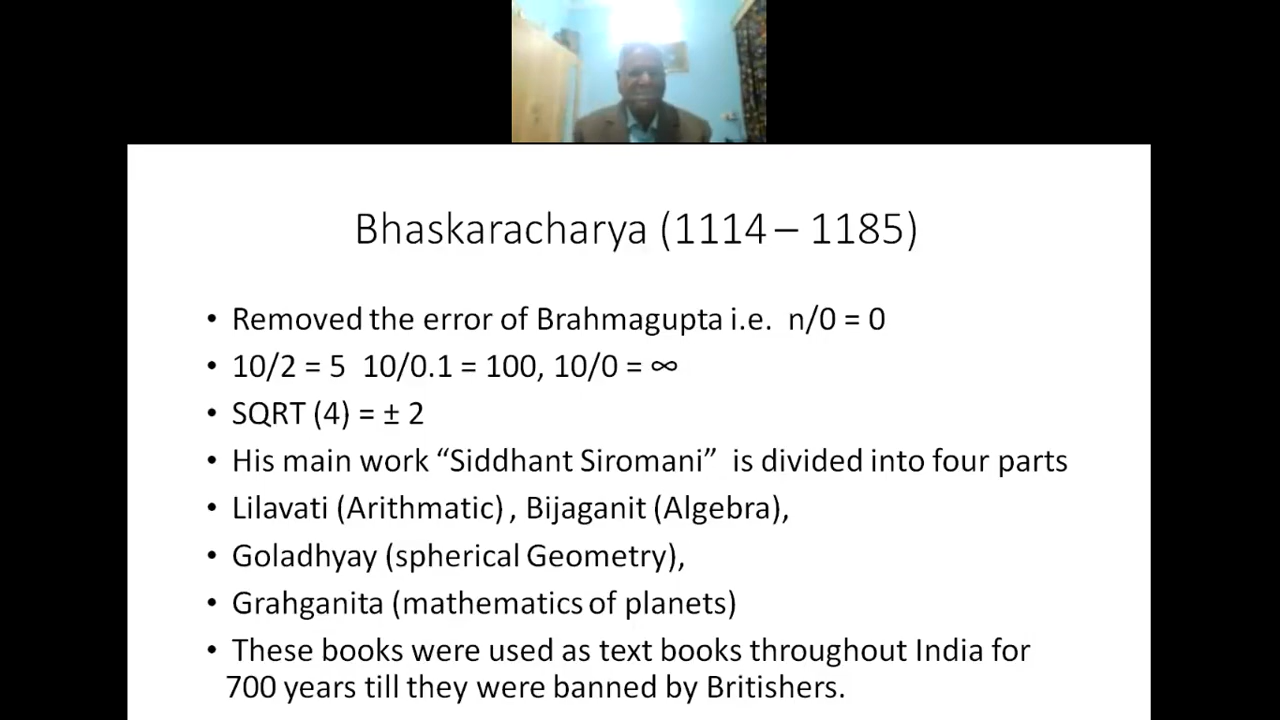 Bhaskaracharya (1114 – 1185)
• Removed the error of Brahmagupta i.e. n/0 = 0
• 10/2 = 5 10/0.1 = 100, 10/0 = ∞
• SQRT (4) = ± 2
• His main work “Siddhant Siromani” is divided into four parts
• Lilavati (Arithmatic) , Bijaganit (Algebra),
• Goladhyay (spherical Geometry),
• Grahganita (mathematics of planets)
• These books were used as text books throughout India for
700 years till they were banned by Britishers.